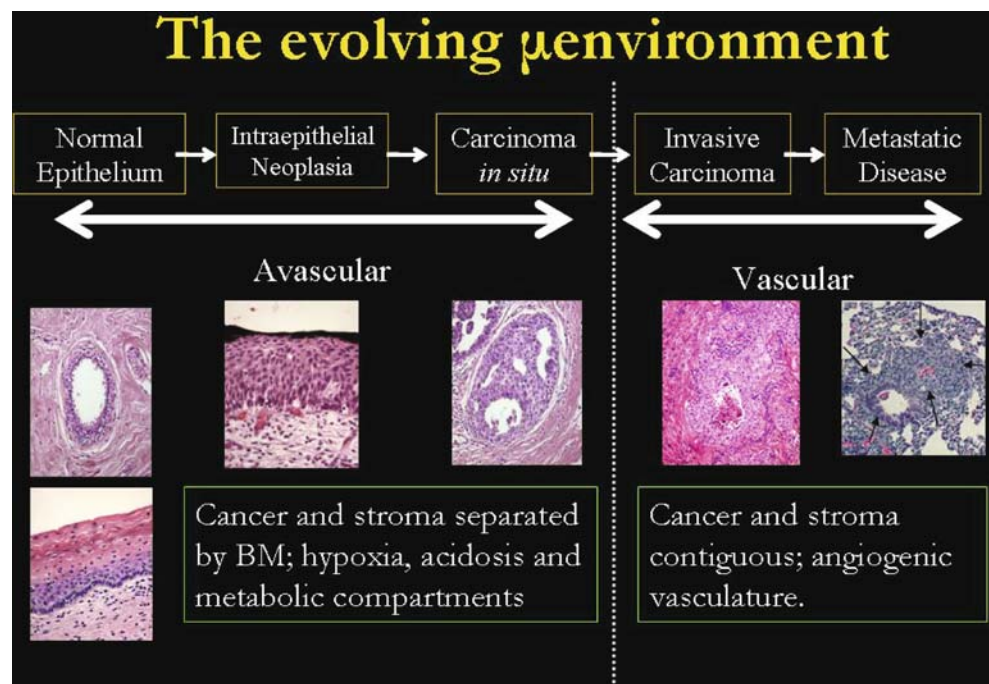 The evolving μenvironment
Normal
Epithelium
Intraepithelial
Neoplasia
Carcinoma
in situ
Invasive
Carcinoma
Metastatic
Disease
Avascular
Vascular
Cancer and stroma separated
by BM; hypoxia, acidosis and
metabolic compartments
Cancer and stroma
contiguous; angiogenic
vasculature.